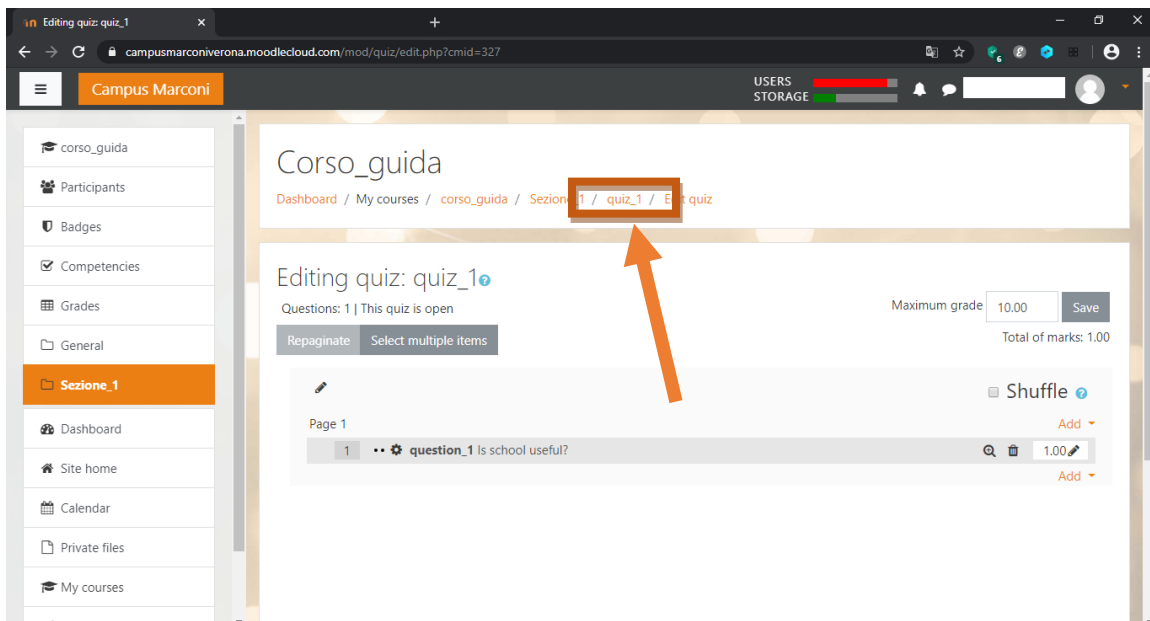 Editing quiz: quiz_1
campusmarconiverona.moodlecloud.com/mod/quiz/edit.php?cmid=327
6
Campus Marconi
USERS
STORAGE
corso_guida
Participants
Badges
Competencies
Grades
General
Sezione_1
Dashboard
Site home
Calendar
Private files
My courses
Corso_guida
Dashboard / My courses / corso_guida / Sezione_1 / quiz_1 / Edit quiz
Editing quiz: quiz_1
Questions: 1 | This quiz is open
Maximum grade 10.00 Save
Repaginate Select multiple items
Total of marks: 1.00
Shuffle
Page 1 Add
1 question_1 Is school useful? 1.00
Add